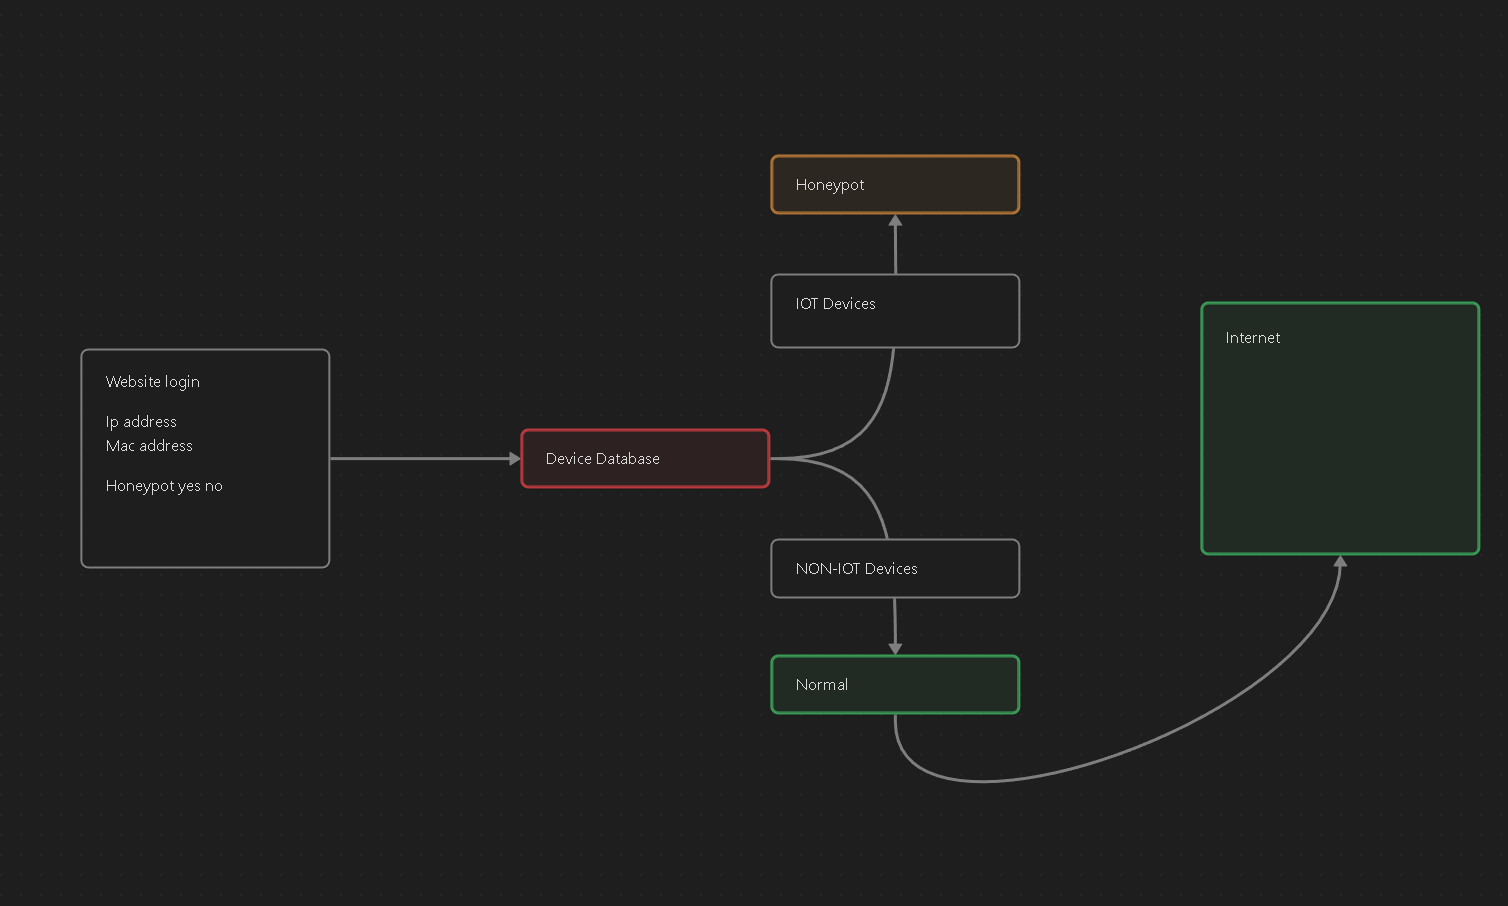 Honeypot
IOT Devices
Internet
Website login
Ip address
Mac address
Honeypot yes no
Device Database
NON-IOT Devices
Normal